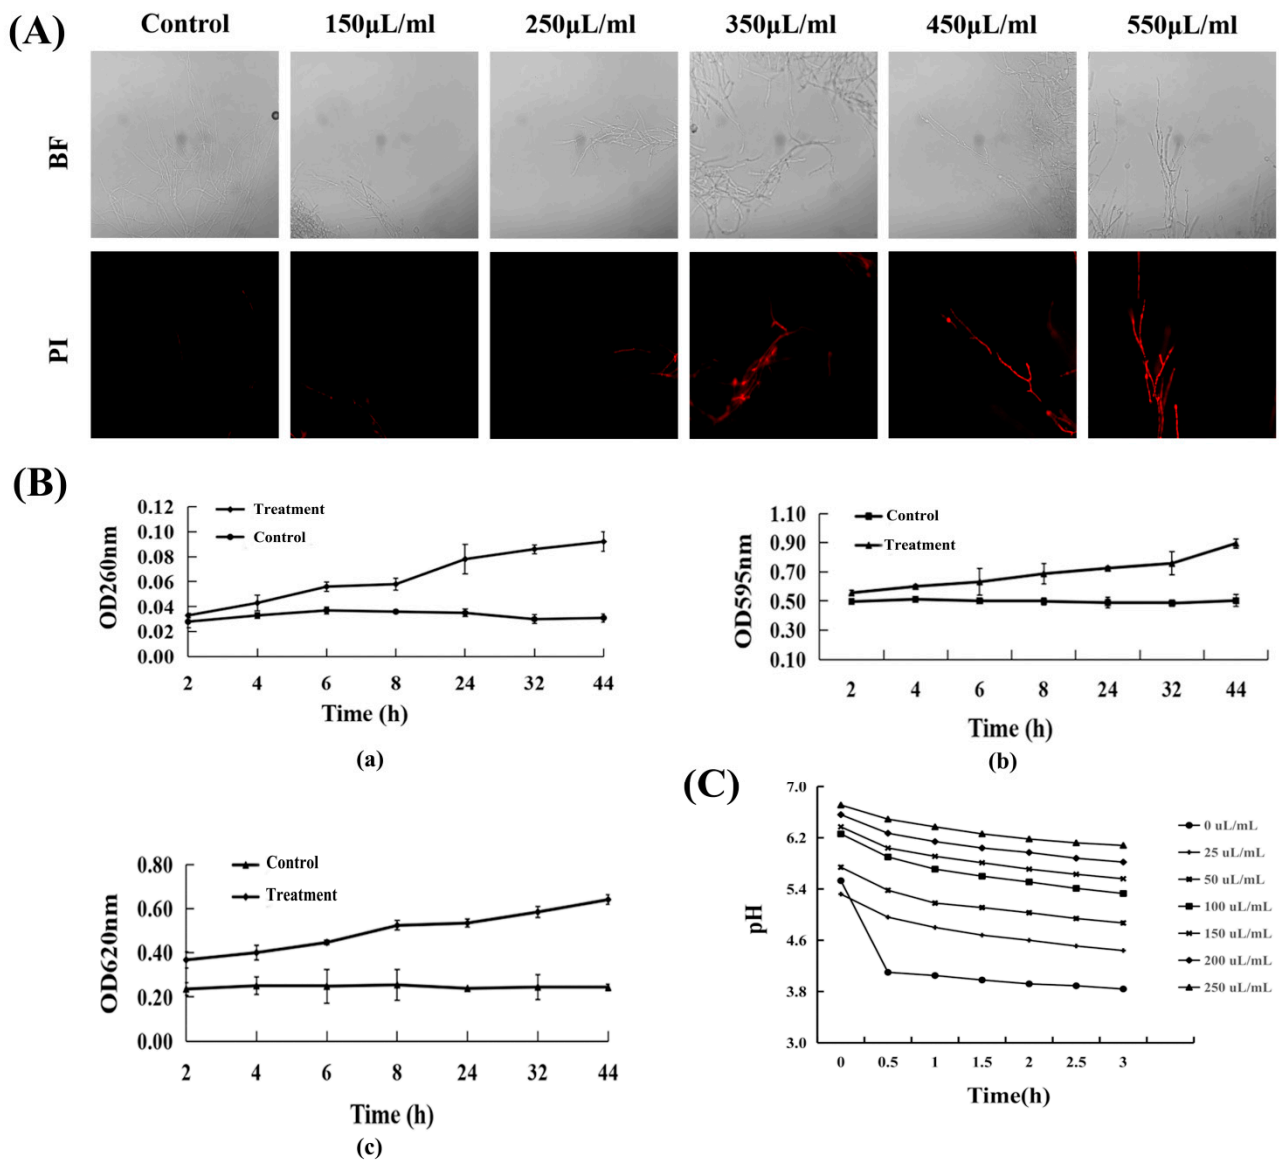 (A)
Control 150μL/ml 250μL/ml 350μL/ml 450μL/ml 550μL/ml
BF
PI
(B)
OD260nm
0.12
0.10
0.08
0.06
0.04
0.02
0.00
Treatment
Control
2 4 6 8 24 32 44
Time (h)
(a)
OD595nm
1.10
0.90
0.70
0.50
0.30
0.10
Control
Treatment
2 4 6 8 24 32 44
Time (h)
(b)
OD620nm
0.80
0.60
0.40
0.20
0.00
Control
Treatment
2 4 6 8 24 32 44
Time (h)
(c)
(C)
pH
7.0
6.2
5.4
4.6
3.8
3.0
0 uL/mL
25 uL/mL
50 uL/mL
100 uL/mL
150 uL/mL
200 uL/mL
250 uL/mL
0 0.5 1 1.5 2 2.5 3
Time(h)